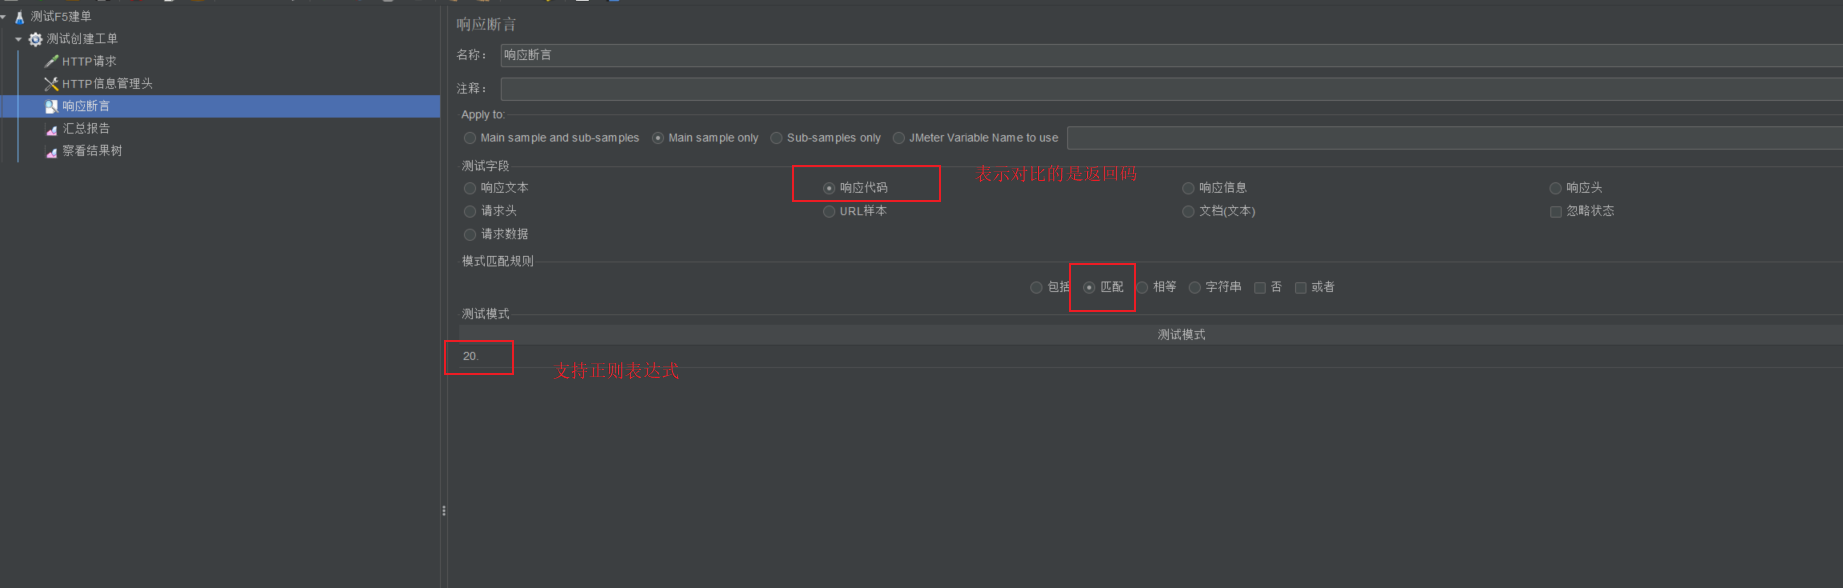 测试F5建单
测试创建工单
HTTP请求
HTTP信息管理头
响应断言
汇总报告
察看结果树
响应断言
名称： 响应断言
注释：
Apply to:
Main sample and sub-samples Main sample only Sub-samples only JMeter Variable Name to use
测试字段
表示对比的是返回码
响应文本 响应代码 响应信息 响应头
请求头 URL样本 文档(文本) 忽略状态
请求数据
模式匹配规则
包括 匹配 相等 字符串 否 或者
测试模式
测试模式
20.
支持正则表达式